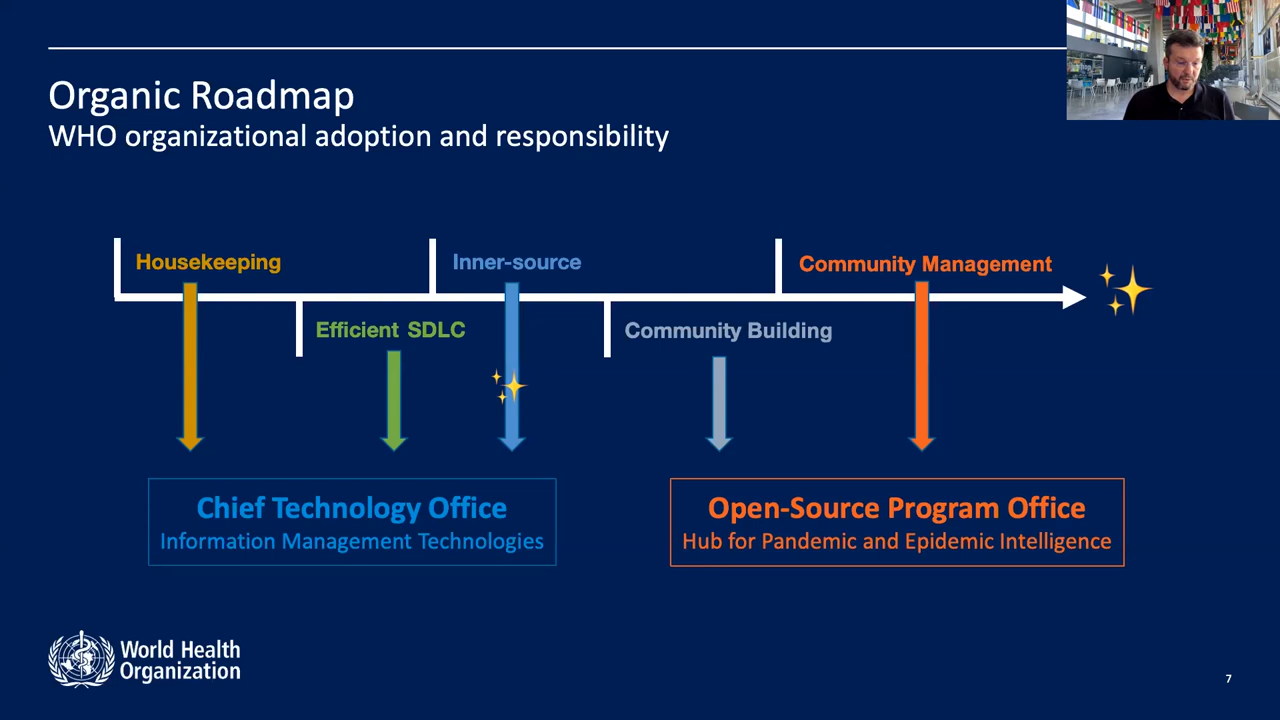 Organic Roadmap
WHO organizational adoption and responsibility
Housekeeping
Inner-source
Community Management
Efficient SDLC
Community Building
Chief Technology Office
Information Management Technologies
Open-Source Program Office
Hub for Pandemic and Epidemic Intelligence
World Health
Organization
7